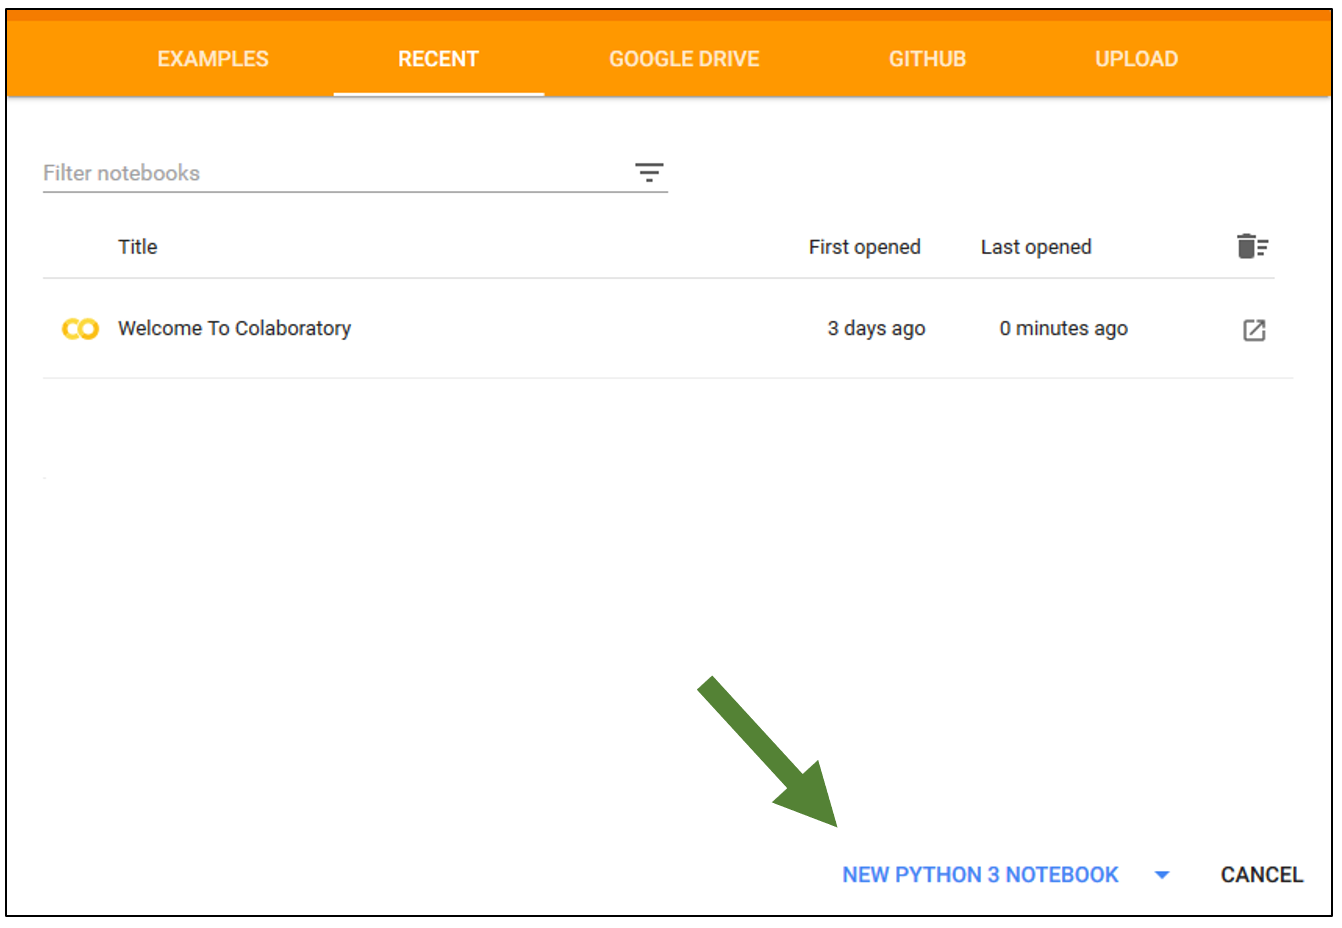 EXAMPLES RECENT GOOGLE DRIVE GITHUB UPLOAD
Filter notebooks
Title First opened Last opened
Welcome To Colaboratory 3 days ago 0 minutes ago
NEW PYTHON 3 NOTEBOOK CANCEL